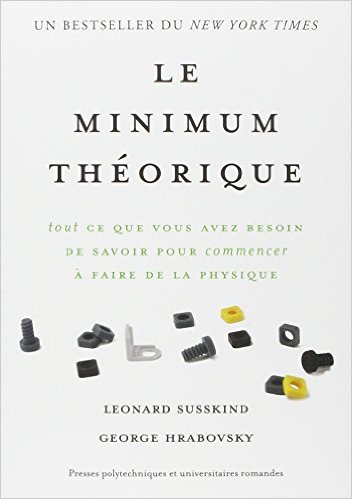 UN BESTSELLER DU NEW YORK TIMES
LE
MINIMUM
THÉORIQUE
tout CE QUE VOUS AVEZ BESOIN
DE SAVOIR POUR commencer
À FAIRE DE LA PHYSIQUE
LEONARD SUSSKIND
GEORGE HRABOVSKY
Presses polytechniques et universitaires romandes